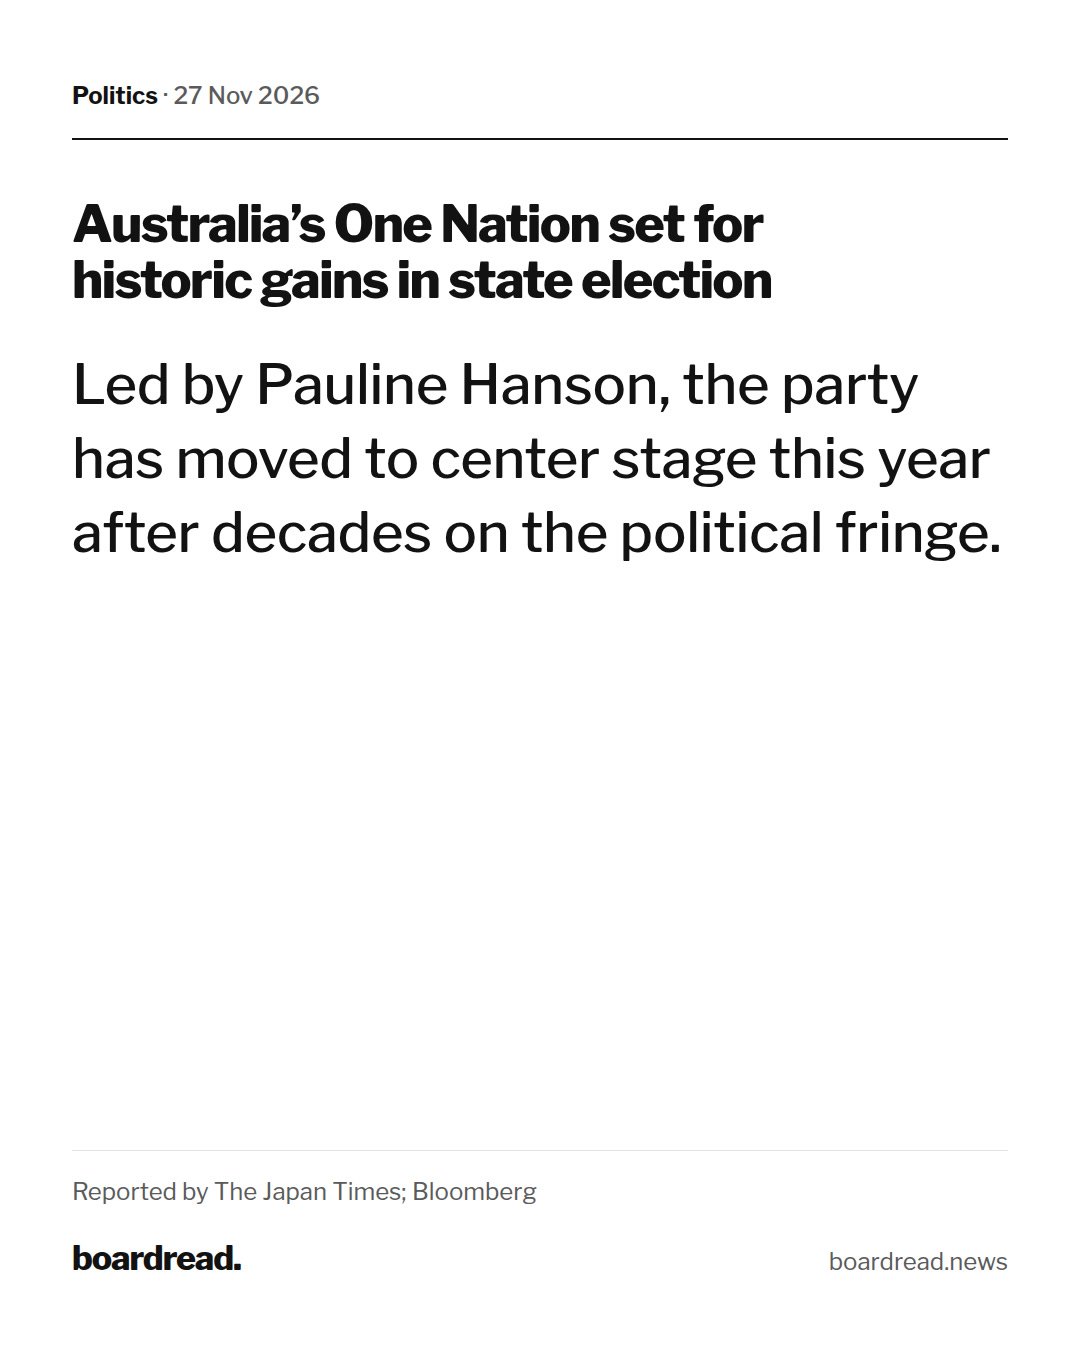 Politics · 27 Nov 2026
Australia’s One Nation set for
historic gains in state election
Led by Pauline Hanson, the party
has moved to center stage this year
after decades on the political fringe.
Reported by The Japan Times; Bloomberg
boardread.
boardread.news